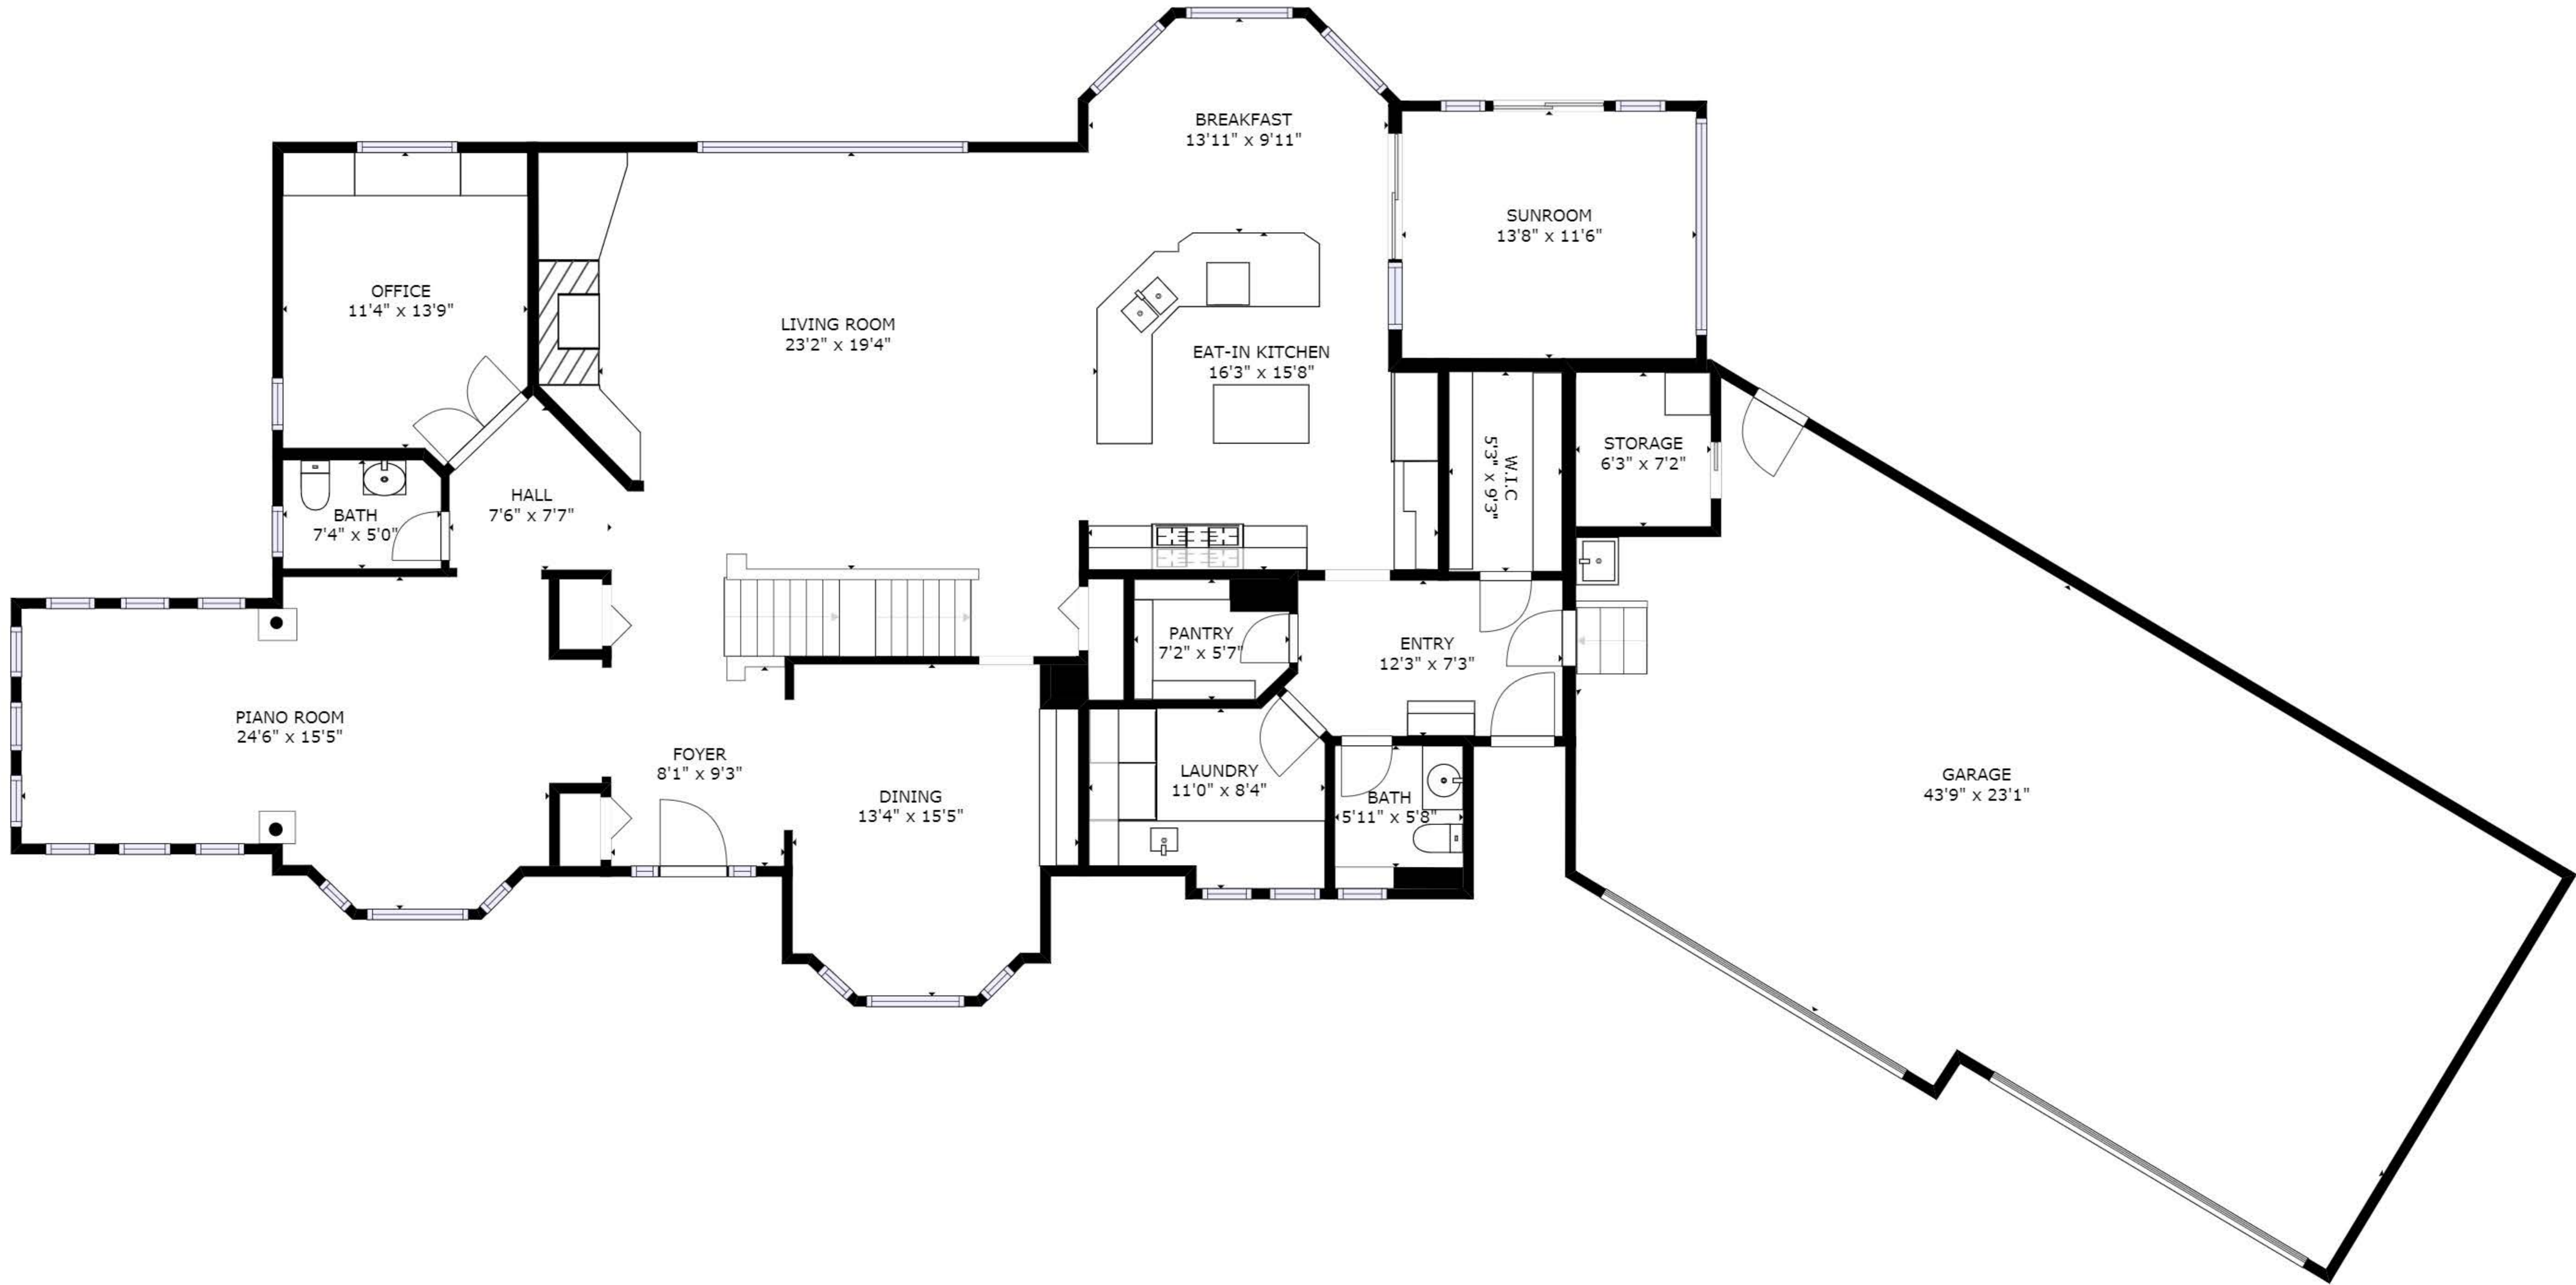 BREAKFAST
13'11" x 9'11"
SUNROOM
13'8" x 11'6"
OFFICE
11'4" x 13'9"
LIVING ROOM
23'2" x 19'4"
EAT-IN KITCHEN
16'3" x 15'8"
W.I.C
5'3" x 9'3"
STORAGE
6'3" x 7'2"
HALL
7'6" x 7'7"
BATH
7'4" x 5'0"
PANTRY
7'2" x 5'7"
ENTRY
12'3" x 7'3"
PIANO ROOM
24'6" x 15'5"
FOYER
8'1" x 9'3"
DINING
13'4" x 15'5"
LAUNDRY
11'0" x 8'4"
BATH
5'11" x 5'8"
GARAGE
43'9" x 23'1"